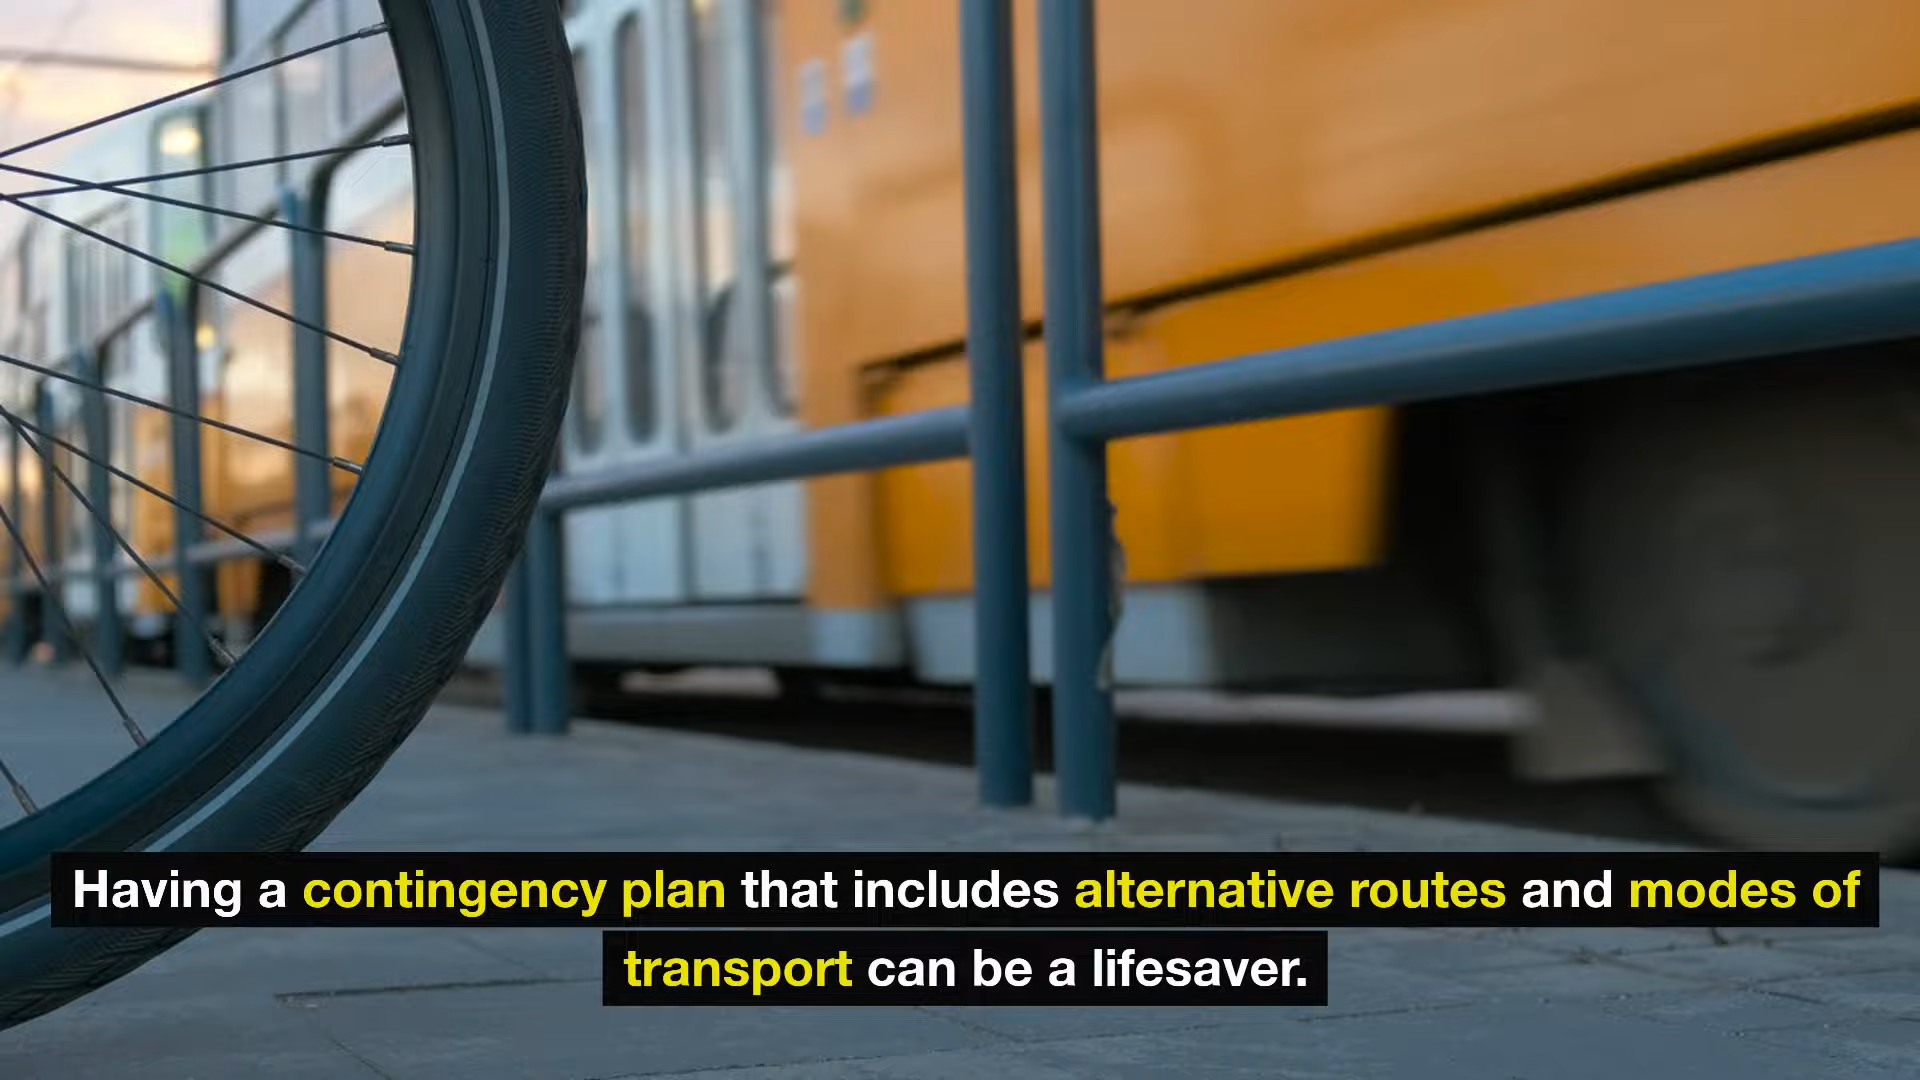 Having a contingency plan that includes alternative routes and modes of
transport can be a lifesaver.